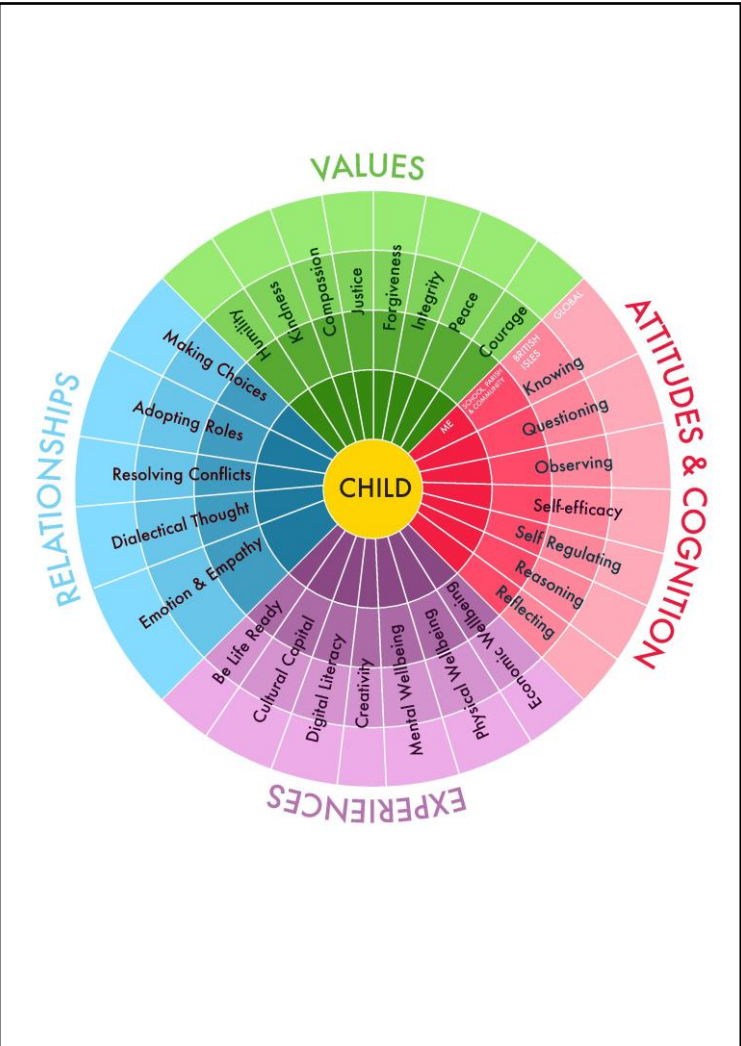 VALUES
Humility
Kindness
Compassion
Justice
Forgiveness
Integrity
Peace
Courage
ATTITUDES & COGNITION
GLOBAL
BRITISH
ISLES
SCHOOL, PARISH
& COMMUNITY
ME
Knowing
Questioning
Observing
Self-efficacy
Self Regulating
Reasoning
Reflecting
EXPERIENCES
Economic Wellbeing
Physical Wellbeing
Mental Wellbeing
Creativity
Digital Literacy
Cultural Capital
Be Life Ready
RELATIONSHIPS
Making Choices
Adopting Roles
Resolving Conflicts
Dialectical Thought
Emotion & Empathy
CHILD